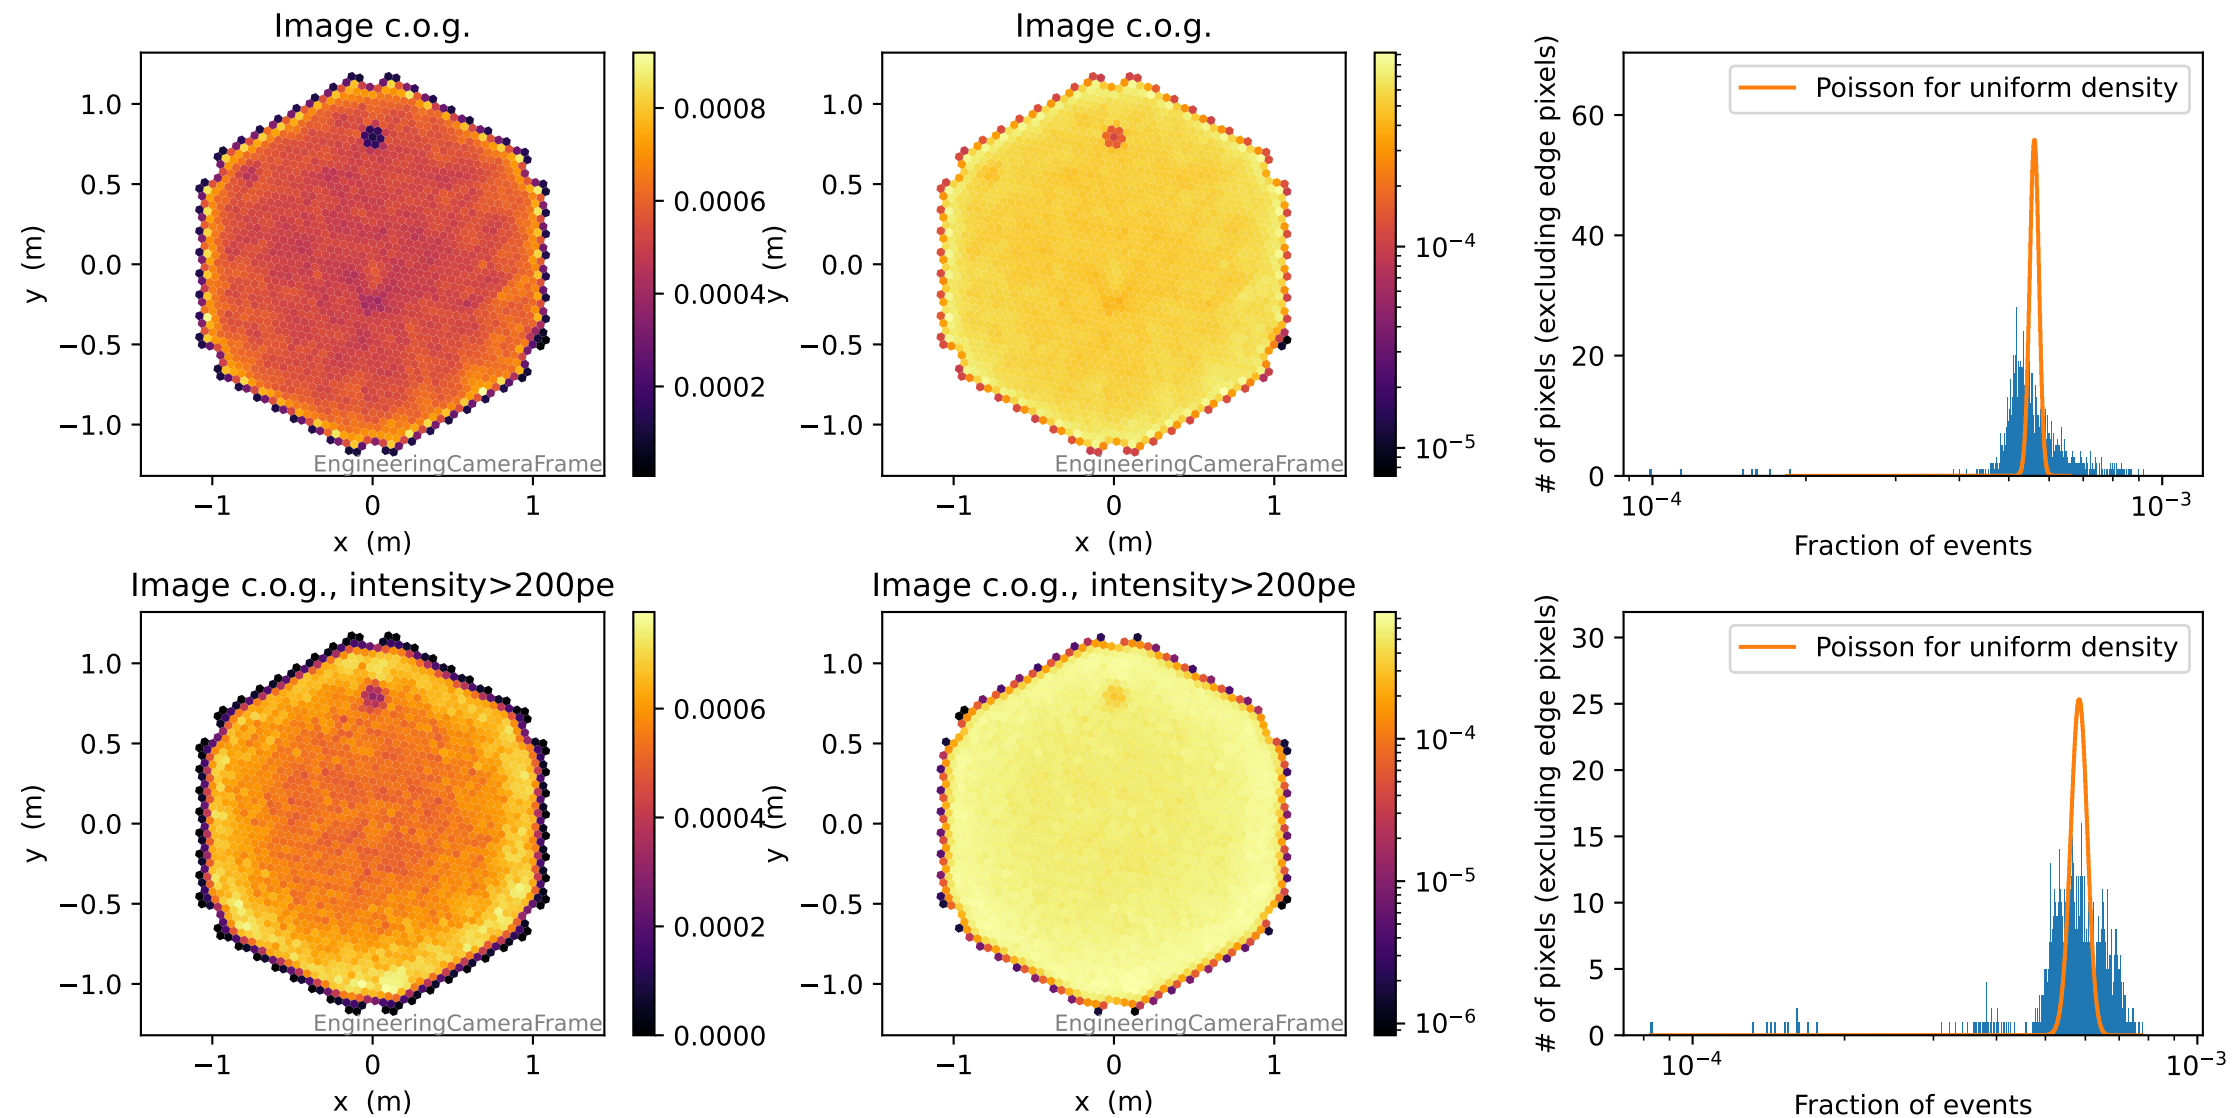 Image c.o.g.
1.0
0.5
0.0
−0.5
−1.0
y (m)
−1
0
1
x (m)
EngineeringCameraFrame
0.0008
0.0006
0.0004
0.0002
Image c.o.g.
1.0
0.5
0.0
−0.5
−1.0
y (m)
−1
0
1
x (m)
EngineeringCameraFrame
10⁻⁴
10⁻⁵
# of pixels (excluding edge pixels)
60
40
20
0
Poisson for uniform density
10⁻⁴
10⁻³
Fraction of events
Image c.o.g., intensity>200pe
1.0
0.5
0.0
−0.5
−1.0
y (m)
−1
0
1
x (m)
EngineeringCameraFrame
0.0006
0.0004
0.0002
0.0000
Image c.o.g., intensity>200pe
1.0
0.5
0.0
−0.5
−1.0
y (m)
−1
0
1
x (m)
EngineeringCameraFrame
10⁻⁴
10⁻⁵
10⁻⁶
# of pixels (excluding edge pixels)
30
25
20
15
10
5
0
Poisson for uniform density
10⁻⁴
10⁻³
Fraction of events